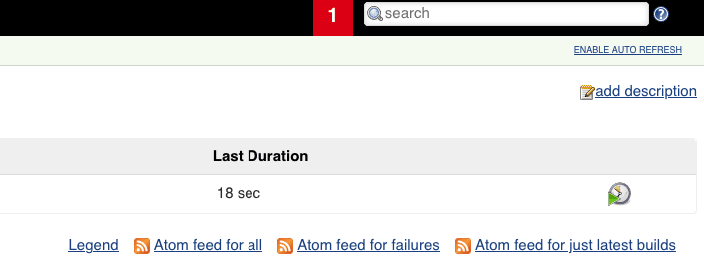 1 search
ENABLE AUTO REFRESH
add description
Last Duration
18 sec
Legend Atom feed for all Atom feed for failures Atom feed for just latest builds